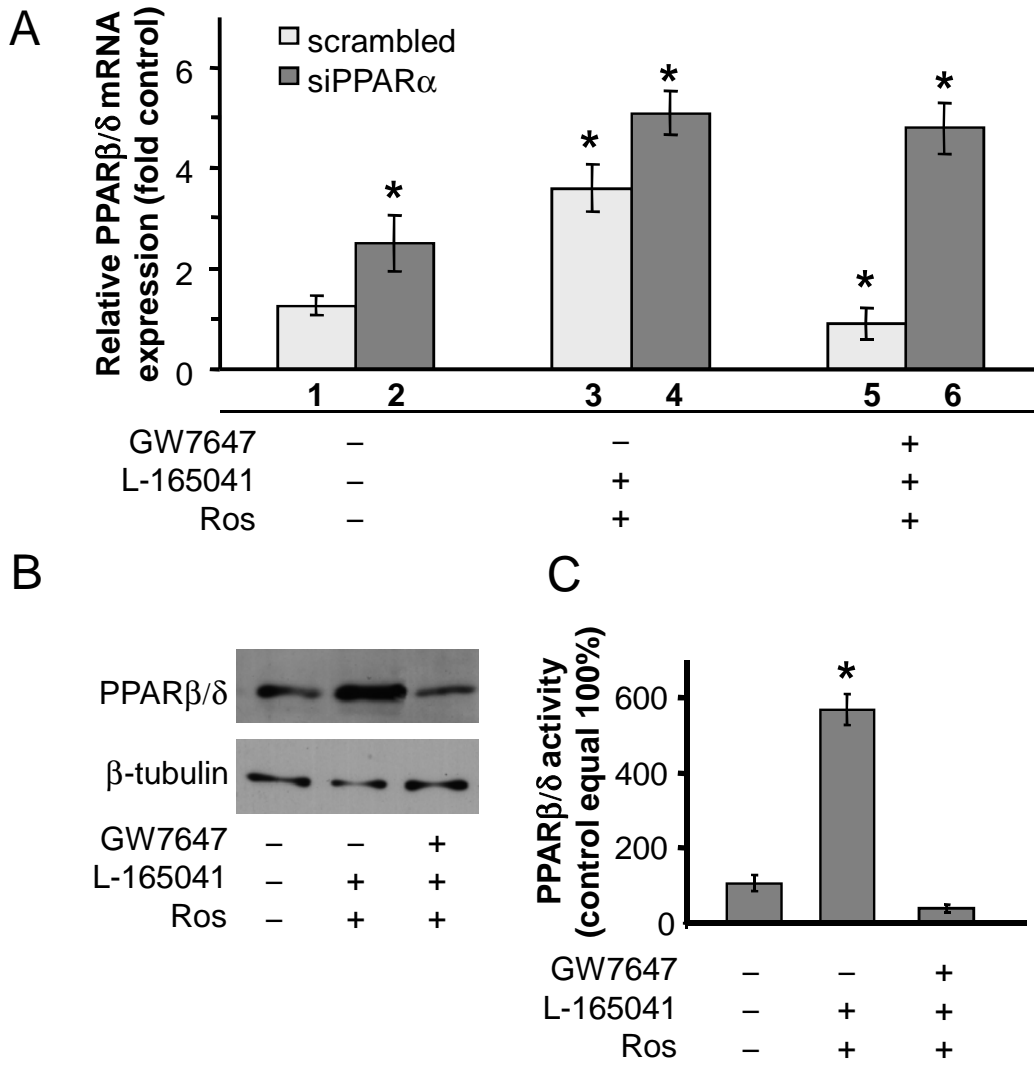 A
scrambled
siPPARα
Relative PPARβ/δ mRNA
expression (fold control)
6
4
2
0
*
*
*
*
*
1 2 3 4 5 6
GW7647 – – +
L-165041 – + +
Ros – + +
B
PPARβ/δ
β-tubulin
GW7647 – – +
L-165041 – + +
Ros – + +
C
PPARβ/δ activity
(control equal 100%)
600
400
200
0
*
GW7647 – – +
L-165041 – + +
Ros – + +